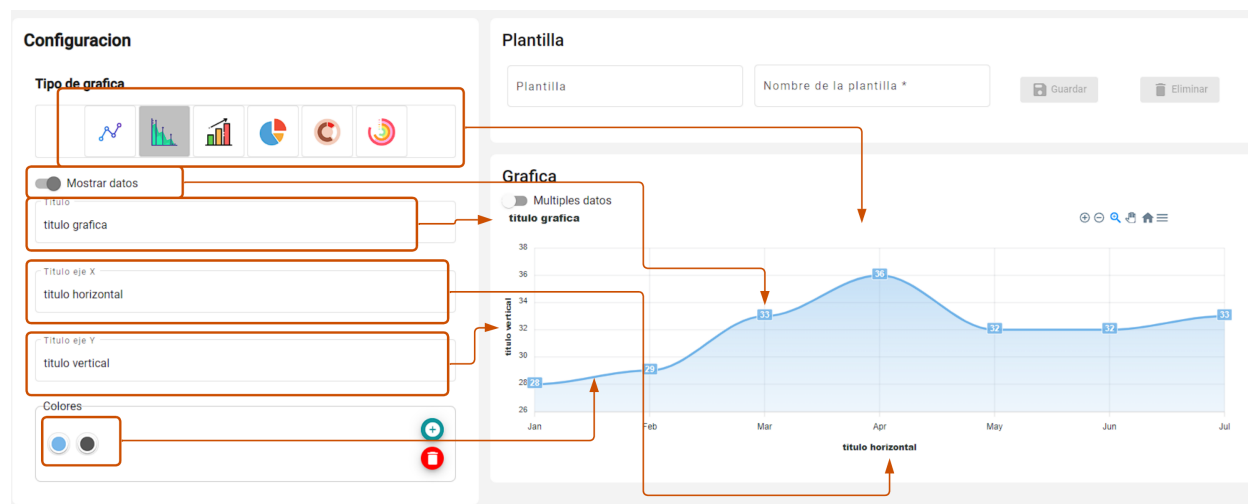 Configuracion
Tipo de grafica
Mostrar datos
Titulo
titulo grafica
Titulo eje X
titulo horizontal
Titulo eje Y
titulo vertical
Colores
Plantilla
Plantilla
Nombre de la plantilla *
Guardar
Eliminar
Grafica
Multiples datos
titulo grafica
38
36
34
32
30
28
26
titulo vertical
28
29
33
36
32
32
33
Jan
Feb
Mar
Apr
May
Jun
Jul
titulo horizontal